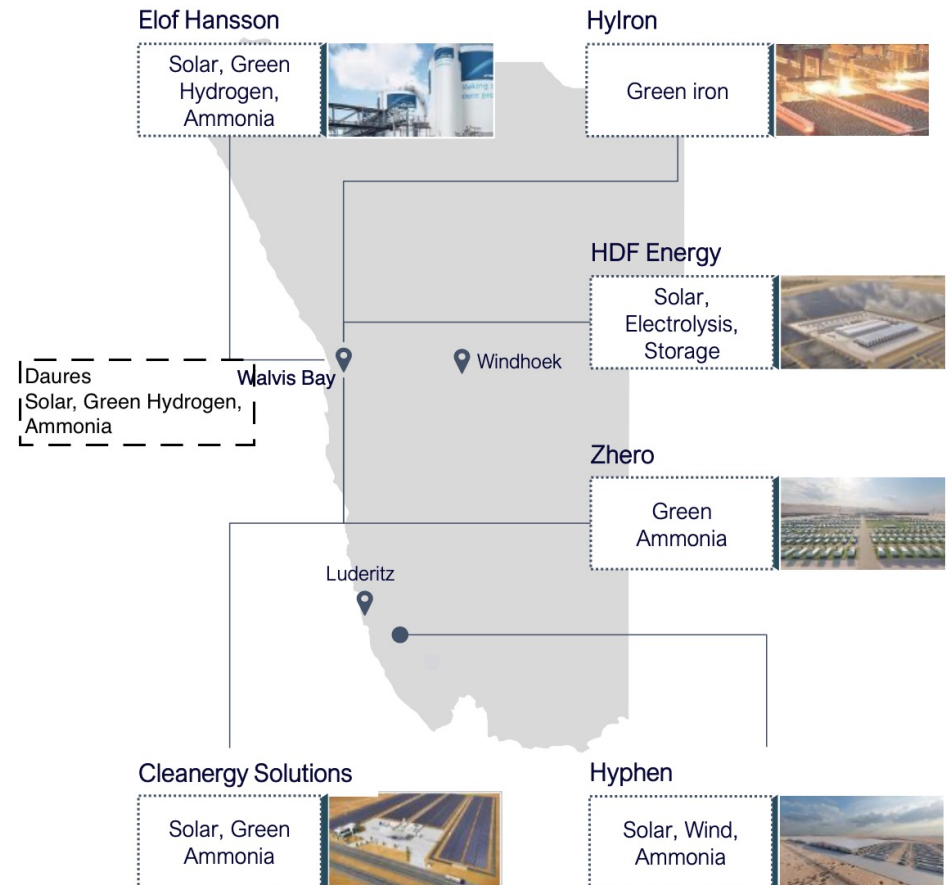 Elof Hansson
HyIron
Solar, Green
Hydrogen,
Ammonia
Green iron
HDF Energy
Solar,
Electrolysis,
Storage
Windhoek
Walvis Bay
Daures
Solar, Green Hydrogen,
Ammonia
Zhero
Green
Ammonia
Luderitz
Cleanergy Solutions
Hyphen
Solar, Green
Ammonia
Solar, Wind,
Ammonia